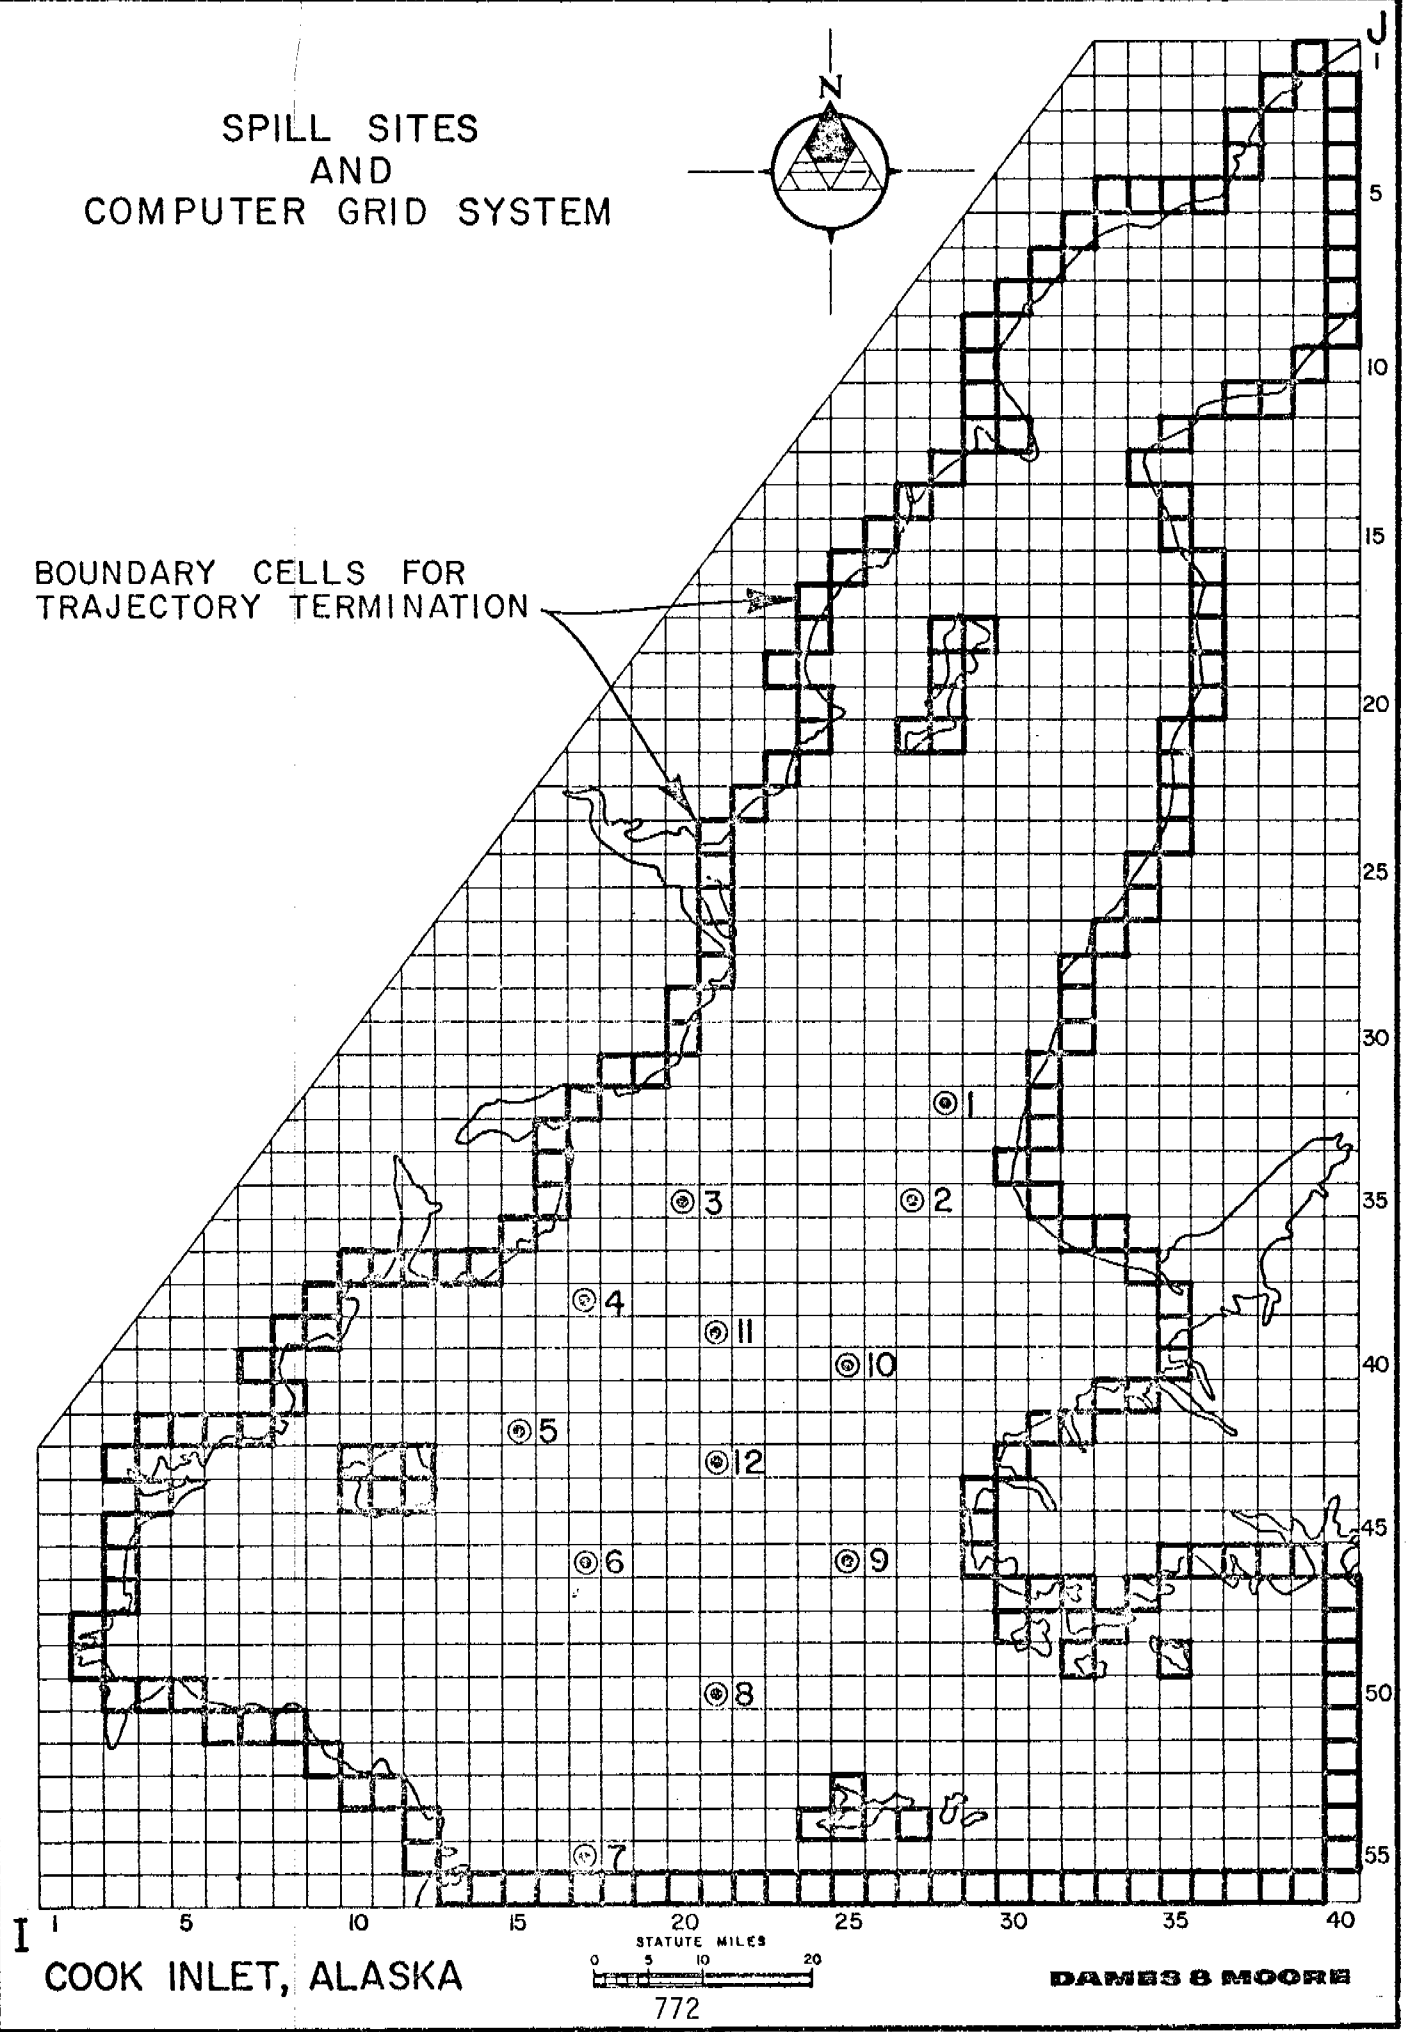 J
N
SPILL SITES
AND
COMPUTER GRID SYSTEM
1
5
10
15
20
25
30
35
40
45
50
55
BOUNDARY CELLS FOR
TRAJECTORY TERMINATION
1
3
2
4
11
10
5
12
6
9
8
7
I
1 5 10 15 20 25 30 35 40
STATUTE MILES
0 5 10 20
COOK INLET, ALASKA
DAMES & MOORE
772